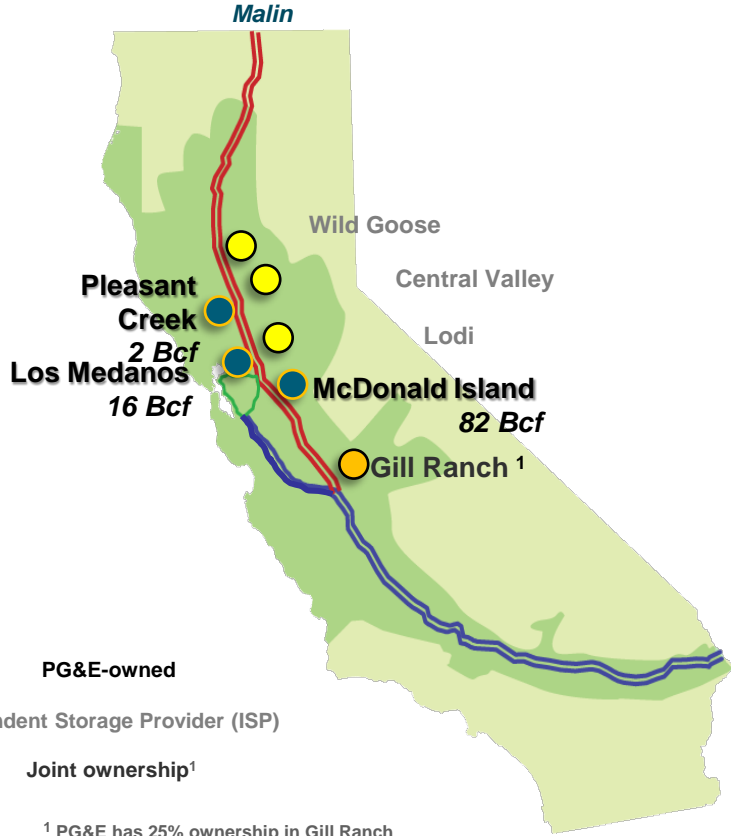 Malin
Wild Goose
Central Valley
Pleasant
Creek
2 Bcf
Lodi
Los Medanos
16 Bcf
McDonald Island
82 Bcf
Gill Ranch 1
PG&E-owned
ndent Storage Provider (ISP)
Joint ownership1
1 PG&E has 25% ownership in Gill Ranch